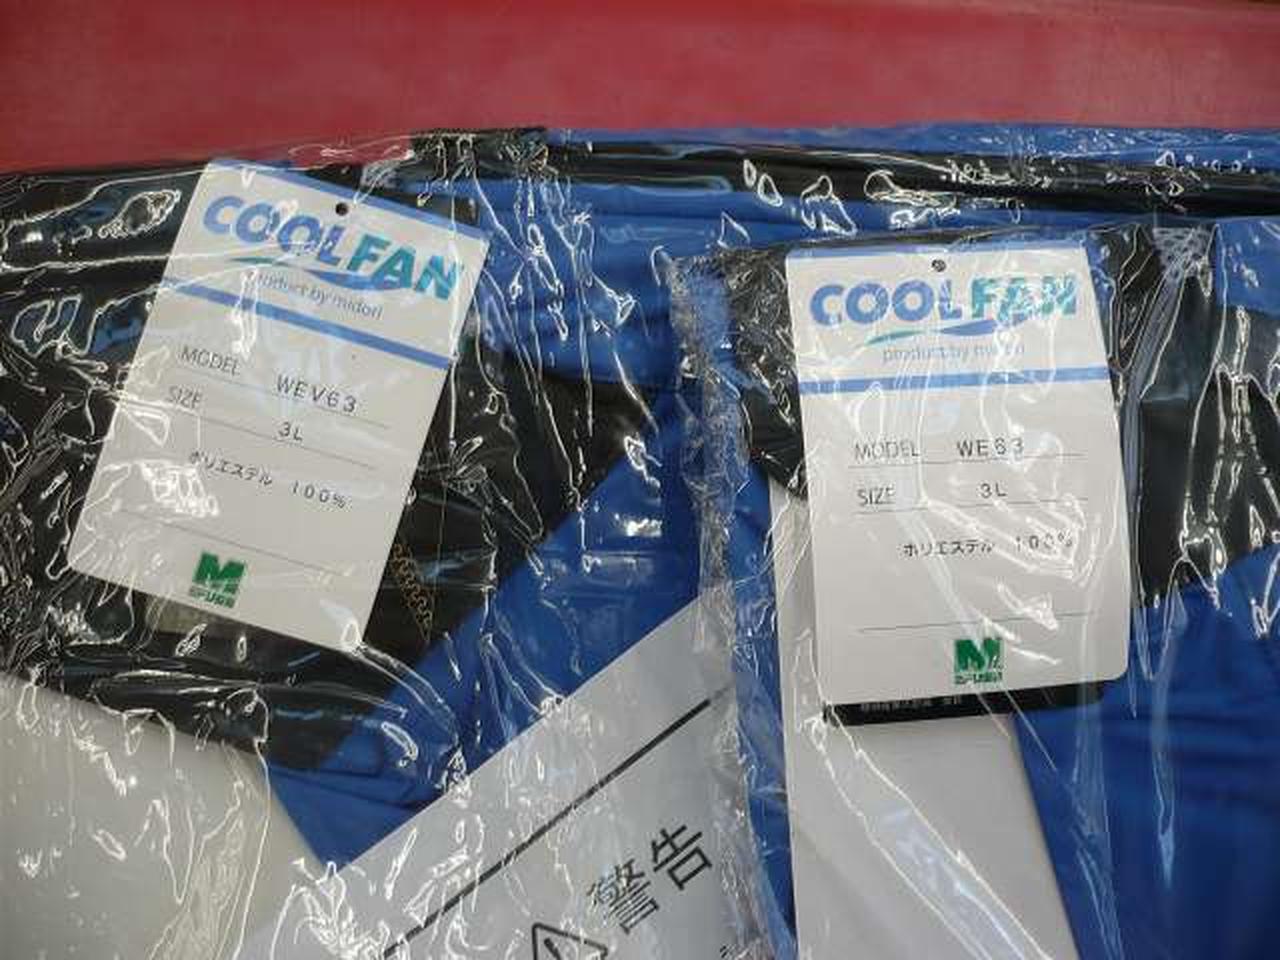 COOLFAN
product by midori
MODEL WEV63
SIZE 3L
ポリエステル 100%
M
COOLFAN
product by midori
MODEL WE63
SIZE 3L
ポリエステル 100%
M
警告